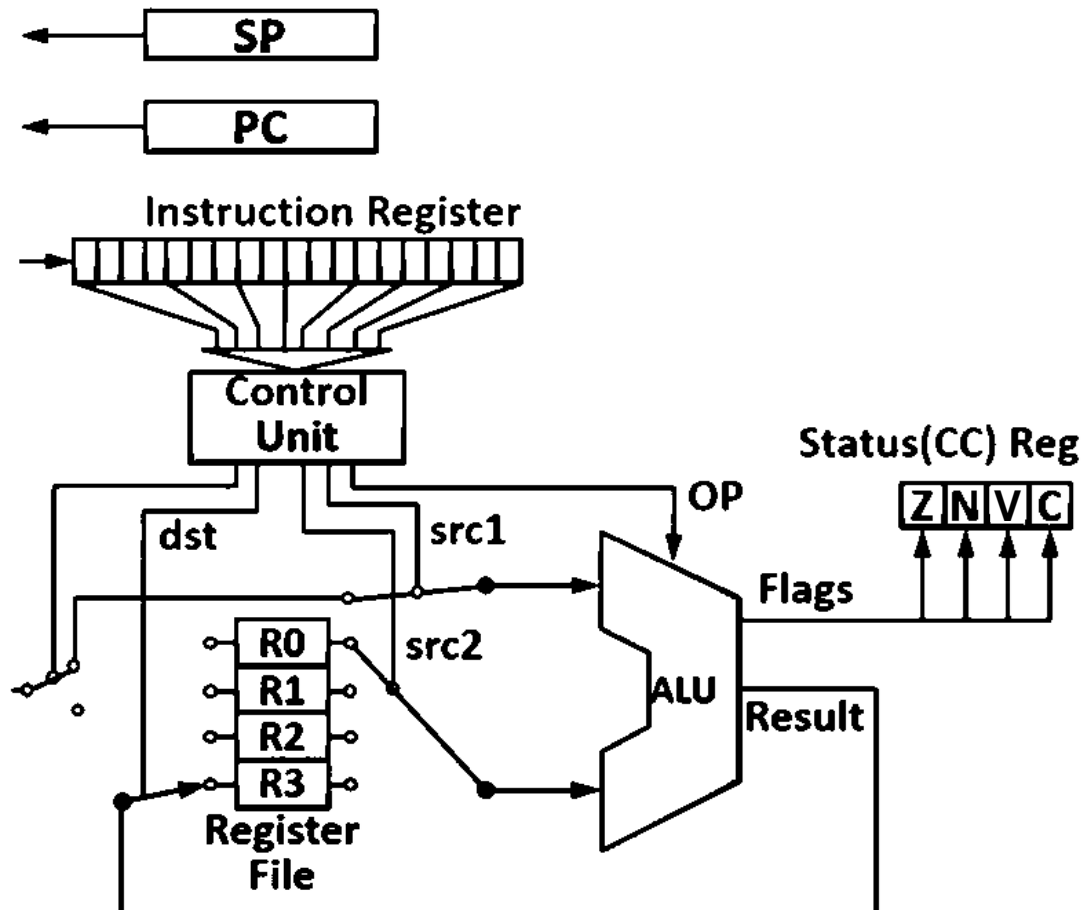 SP
PC
Instruction Register
Control
Unit
Status(CC) Reg
Z N V C
OP
dst
src1
Flags
R0
src2
R1
ALU
R2
Result
R3
Register
File